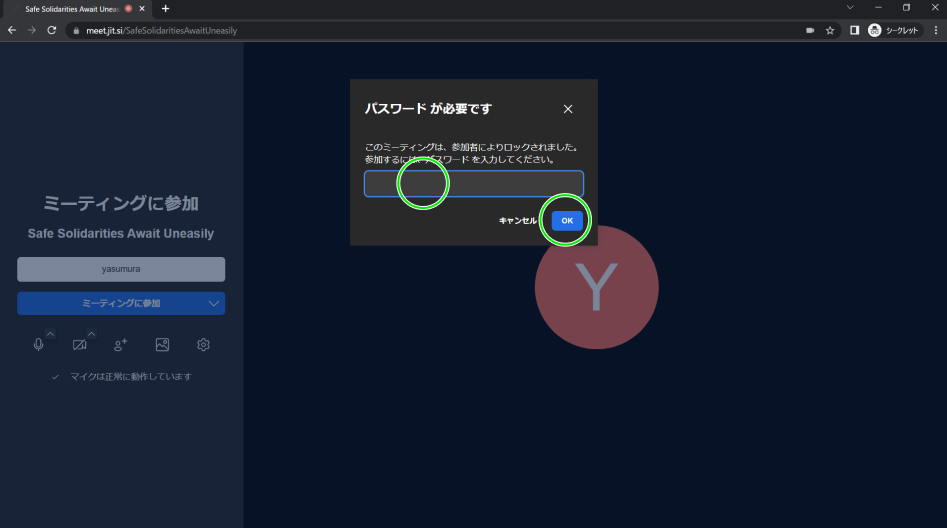 Safe Solidarities Await Uneas
meet.jit.si/SafeSolidaritiesAwaitUneasily
シークレット
パスワード が必要です
このミーティングは、参加者によりロックされました。
参加するには、パスワード を入力してください。
キャンセル
OK
ミーティングに参加
Safe Solidarities Await Uneasily
yasumura
ミーティングに参加
マイクは正常に動作しています
Y